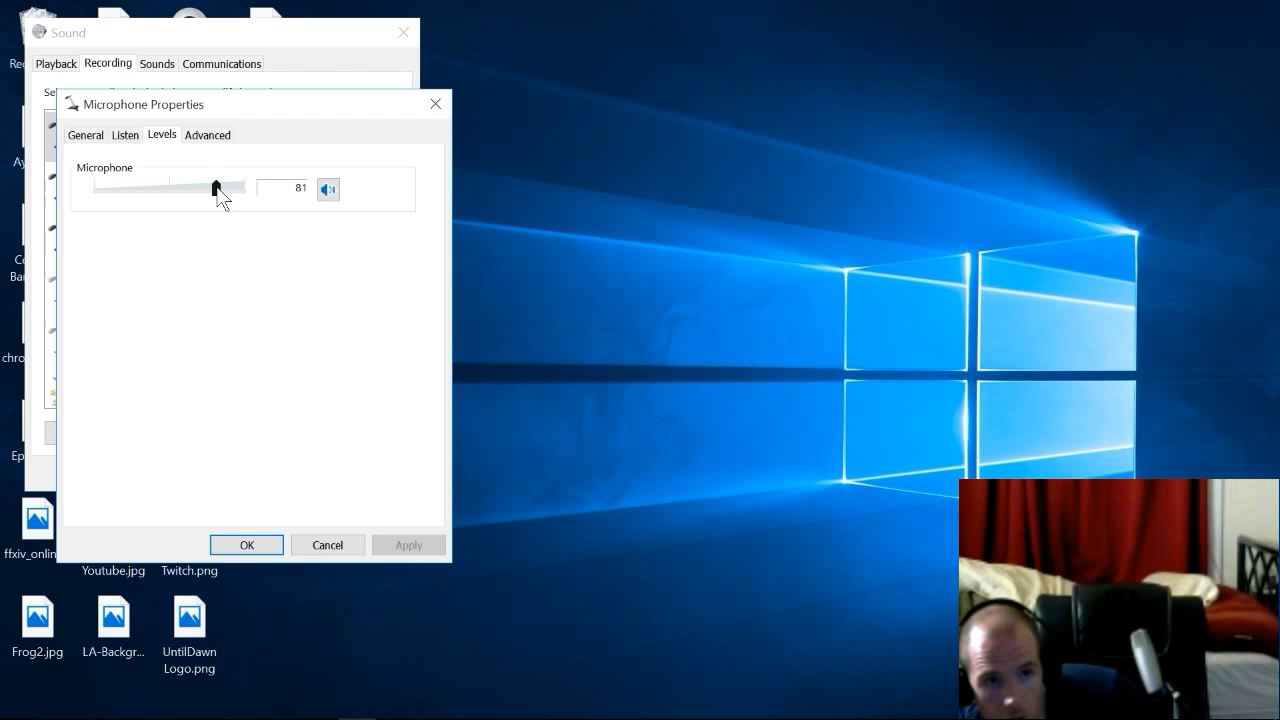 Sound
Playback
Recording
Sounds
Communications
Microphone Properties
General
Listen
Levels
Advanced
Microphone
81
OK
Cancel
Apply
Youtube.jpg
Twitch.png
Frog2.jpg
LA-Backgr...
UntilDawn
Logo.png